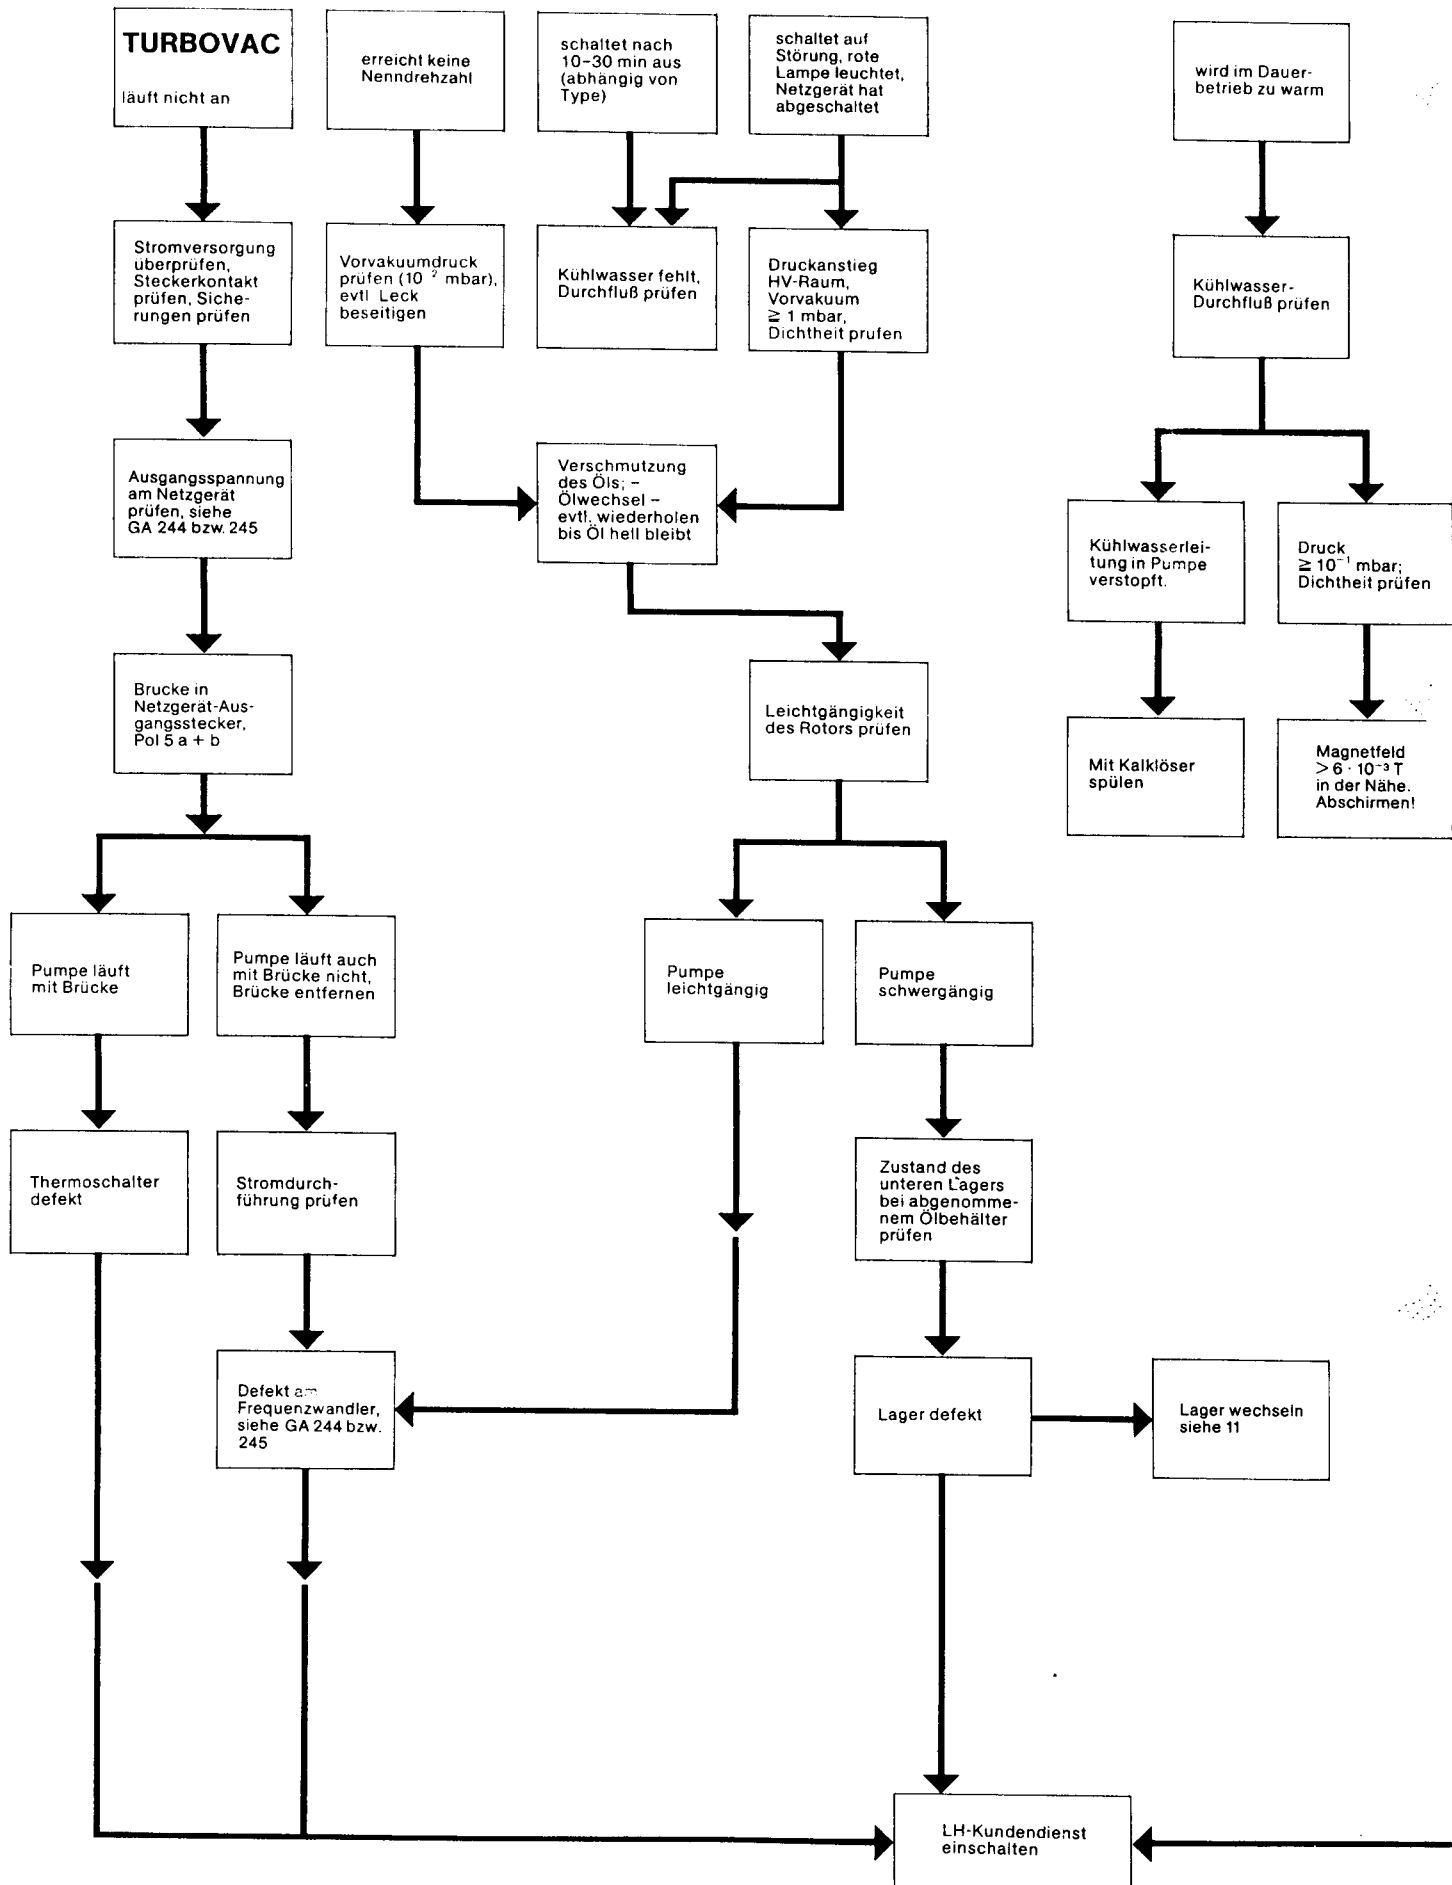 TURBOVAC
läuft nicht an
erreicht keine
Nenndrehzahl
schaltet nach
10-30 min aus
(abhängig von
Type)
schaltet auf
Störung, rote
Lampe leuchtet,
Netzgerät hat
abgeschaltet
wird im Dauer-
betrieb zu warm
Stromversorgung
überprüfen,
Steckerkontakt
prüfen, Siche-
rungen prüfen
Vorvakuumdruck
prüfen (10⁻² mbar),
evtl. Leck
beseitigen
Kühlwasser fehlt,
Durchfluß prüfen
Druckanstieg
HV-Raum,
Vorvakuum
≧ 1 mbar,
Dichtheit prufen
Kühlwasser-
Durchfluß prüfen
Ausgangsspannung
am Netzgerät
prüfen, siehe
GA 244 bzw. 245
Verschmutzung
des Öls; –
Ölwechsel –
evtl. wiederholen
bis Öl hell bleibt
Kühlwasserlei-
tung in Pumpe
verstopft.
Druck
≧ 10⁻¹ mbar;
Dichtheit prüfen
Brucke in
Netzgerät-Aus-
gangsstecker,
Pol 5 a + b
Leichtgängigkeit
des Rotors prüfen
Mit Kalklöser
spülen
Magnetfeld
> 6 · 10⁻³ T
in der Nähe.
Abschirmen!
Pumpe läuft
mit Brücke
Pumpe läuft auch
mit Brücke nicht,
Brücke entfernen
Pumpe
leichtgängig
Pumpe
schwergängig
Thermoschalter
defekt
Stromdurch-
führung prüfen
Zustand des
unteren Lagers
bei abgenomme-
nem Ölbehälter
prüfen
Defekt am
Frequenzwandler,
siehe GA 244 bzw.
245
Lager defekt
Lager wechseln
siehe 11
LH-Kundendienst
einschalten